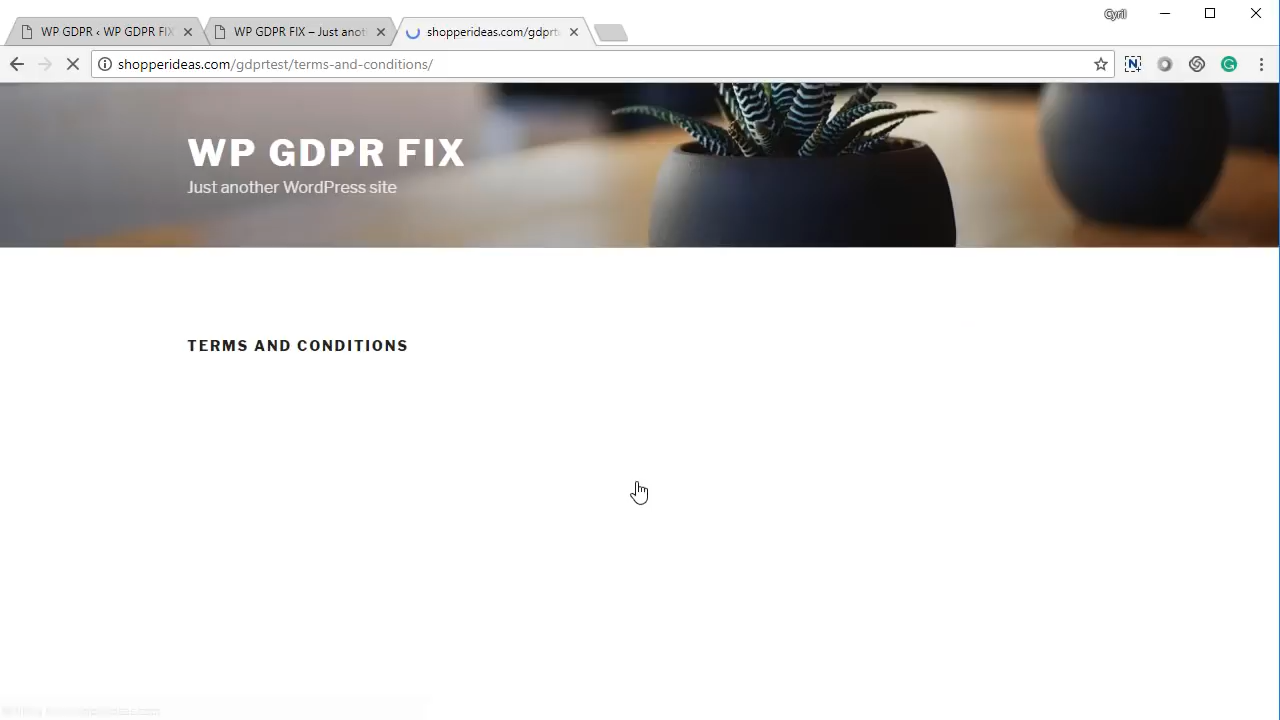 Cyril
WP GDPR ‹ WP GDPR FIX
WP GDPR FIX – Just anot
shopperideas.com/gdprt
shopperideas.com/gdprtest/terms-and-conditions/
WP GDPR FIX
Just another WordPress site
TERMS AND CONDITIONS